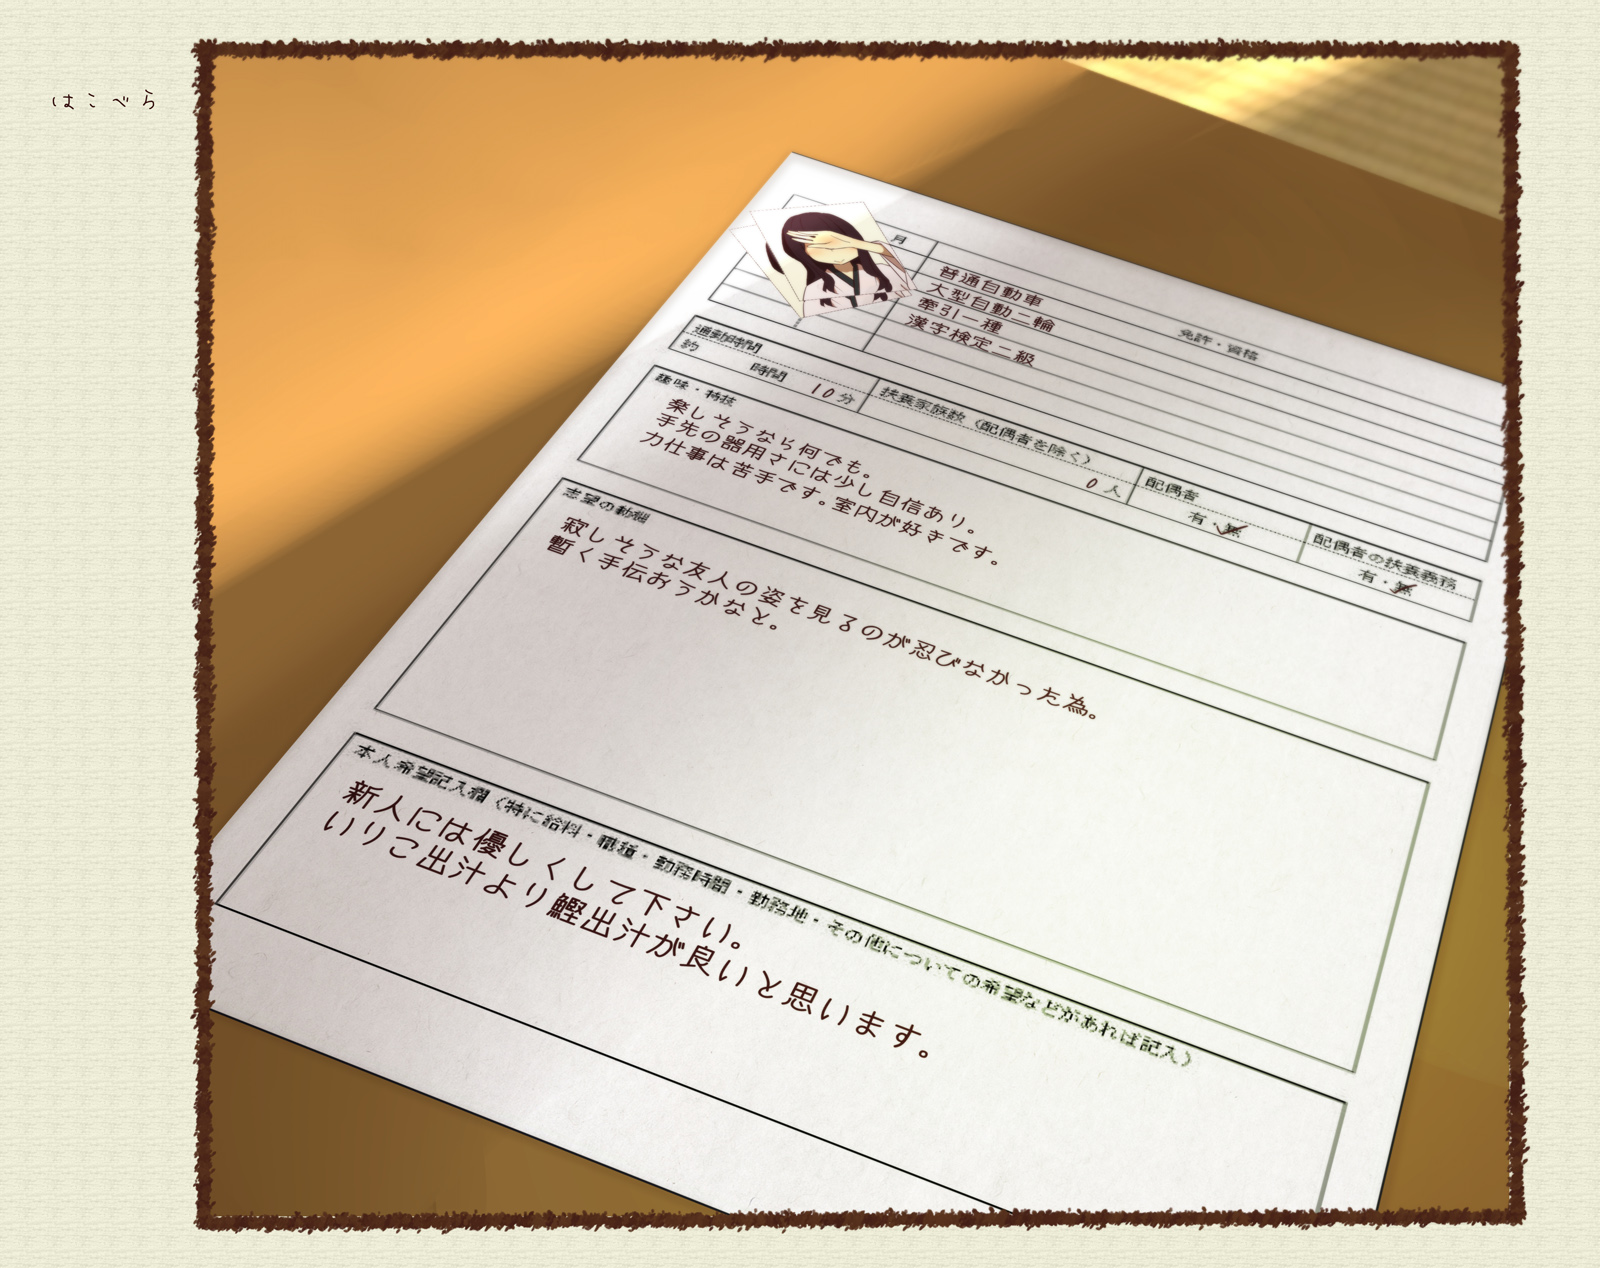 はこべら
月
免許・資格
普通自動車
大型自動二輪
牽引一種
漢字検定二級
通勤時間
約 時間 10分
扶養家族数（配偶者を除く）
0人
配偶者
有・無
配偶者の扶養義務
有・無
趣味・特技
楽しそうなら何でも。
手先の器用さには少し自信あり。
力仕事は苦手です。室内が好きです。
志望の動機
寂しそうな友人の姿を見るのが忍びなかった為。
暫く手伝おうかなと。
本人希望記入欄（特に給料・職種・勤務時間・勤務地・その他についての希望などがあれば記入）
新人には優しくして下さい。
いりこ出汁より鰹出汁が良いと思います。